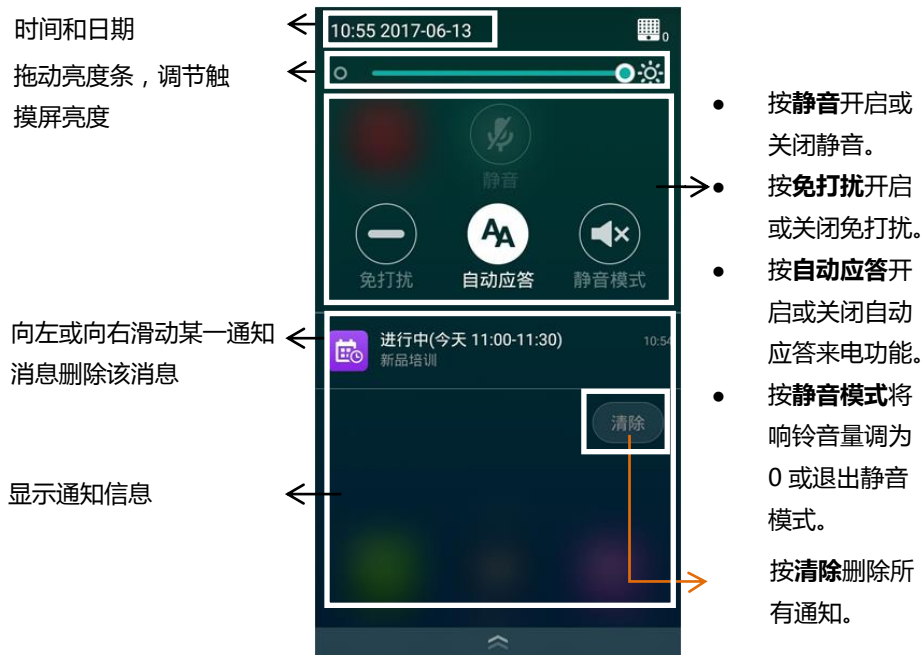 时间和日期
拖动亮度条，调节触
摸屏亮度
向左或向右滑动某一通知
消息删除该消息
显示通知信息
10:55 2017-06-13
0
静音
免打扰
自动应答
静音模式
进行中(今天 11:00-11:30)
10:54
新品培训
清除
● 按静音开启或
关闭静音。
● 按免打扰开启
或关闭免打扰。
● 按自动应答开
启或关闭自动
应答来电功能。
● 按静音模式将
响铃音量调为
0 或退出静音
模式。
按清除删除所
有通知。